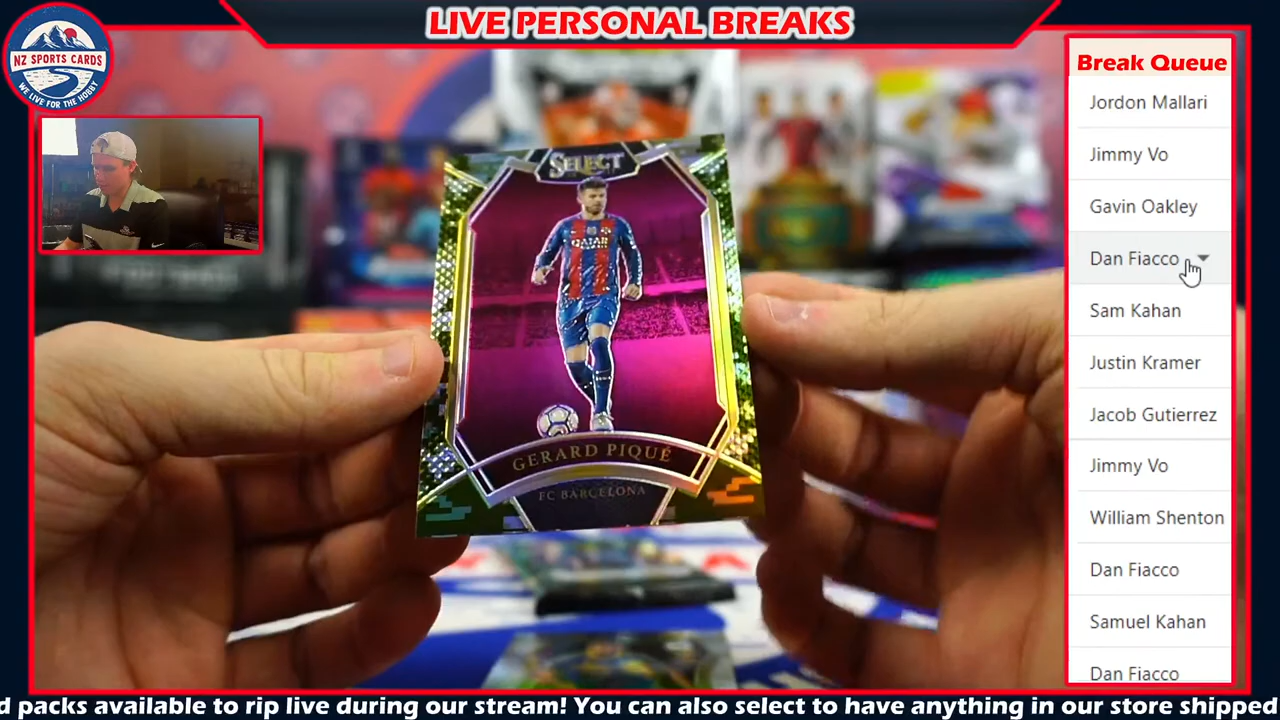 LIVE PERSONAL BREAKS
NZ SPORTS CARDS
WE LIVE FOR THE HOBBY
Break Queue
Jordon Mallari
Jimmy Vo
Gavin Oakley
Dan Fiacco
Sam Kahan
Justin Kramer
Jacob Gutierrez
Jimmy Vo
William Shenton
Dan Fiacco
Samuel Kahan
Dan Fiacco
SELECT
QATAR
AIRWAYS
GERARD PIQUÉ
FC BARCELONA
d packs available to rip live during our stream! You can also select to have anything in our store shipped